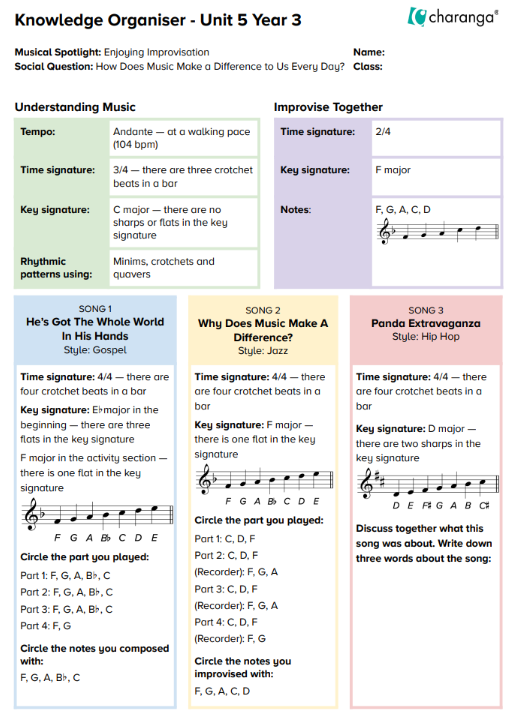 Knowledge Organiser - Unit 5 Year 3
charanga®
Musical Spotlight: Enjoying Improvisation
Name:
Social Question: How Does Music Make a Difference to Us Every Day?
Class:
Understanding Music
Tempo:
Andante — at a walking pace
(104 bpm)
Time signature:
3/4 — there are three crotchet
beats in a bar
Key signature:
C major — there are no
sharps or flats in the key
signature
Rhythmic
patterns using:
Minims, crotchets and
quavers
Improvise Together
Time signature:
2/4
Key signature:
F major
Notes:
F, G, A, C, D
SONG 1
He's Got The Whole World
In His Hands
Style: Gospel
Time signature: 4/4 — there are
four crotchet beats in a bar
Key signature: E♭major in the
beginning — there are three
flats in the key signature
F major in the activity section —
there is one flat in the key
signature
F G A B♭ C D E
Circle the part you played:
Part 1: F, G, A, B♭, C
Part 2: F, G, A, B♭, C
Part 3: F, G, A, B♭, C
Part 4: F, G
Circle the notes you composed
with:
F, G, A, B♭, C
SONG 2
Why Does Music Make A
Difference?
Style: Jazz
Time signature: 4/4 — there
are four crotchet beats in a
bar
Key signature: F major —
there is one flat in the key
signature
F G A B♭ C D E
Circle the part you played:
Part 1: C, D, F
Part 2: C, D, F
(Recorder): F, G, A
Part 3: C, D, F
(Recorder): F, G, A
Part 4: C, D, F
(Recorder): F, G
Circle the notes you
improvised with:
F, G, A, C, D
SONG 3
Panda Extravaganza
Style: Hip Hop
Time signature: 4/4 — there
are four crotchet beats in a
bar
Key signature: D major —
there are two sharps in the
key signature
D E F♯ G A B C♯
Discuss together what this
song was about. Write down
three words about the song: